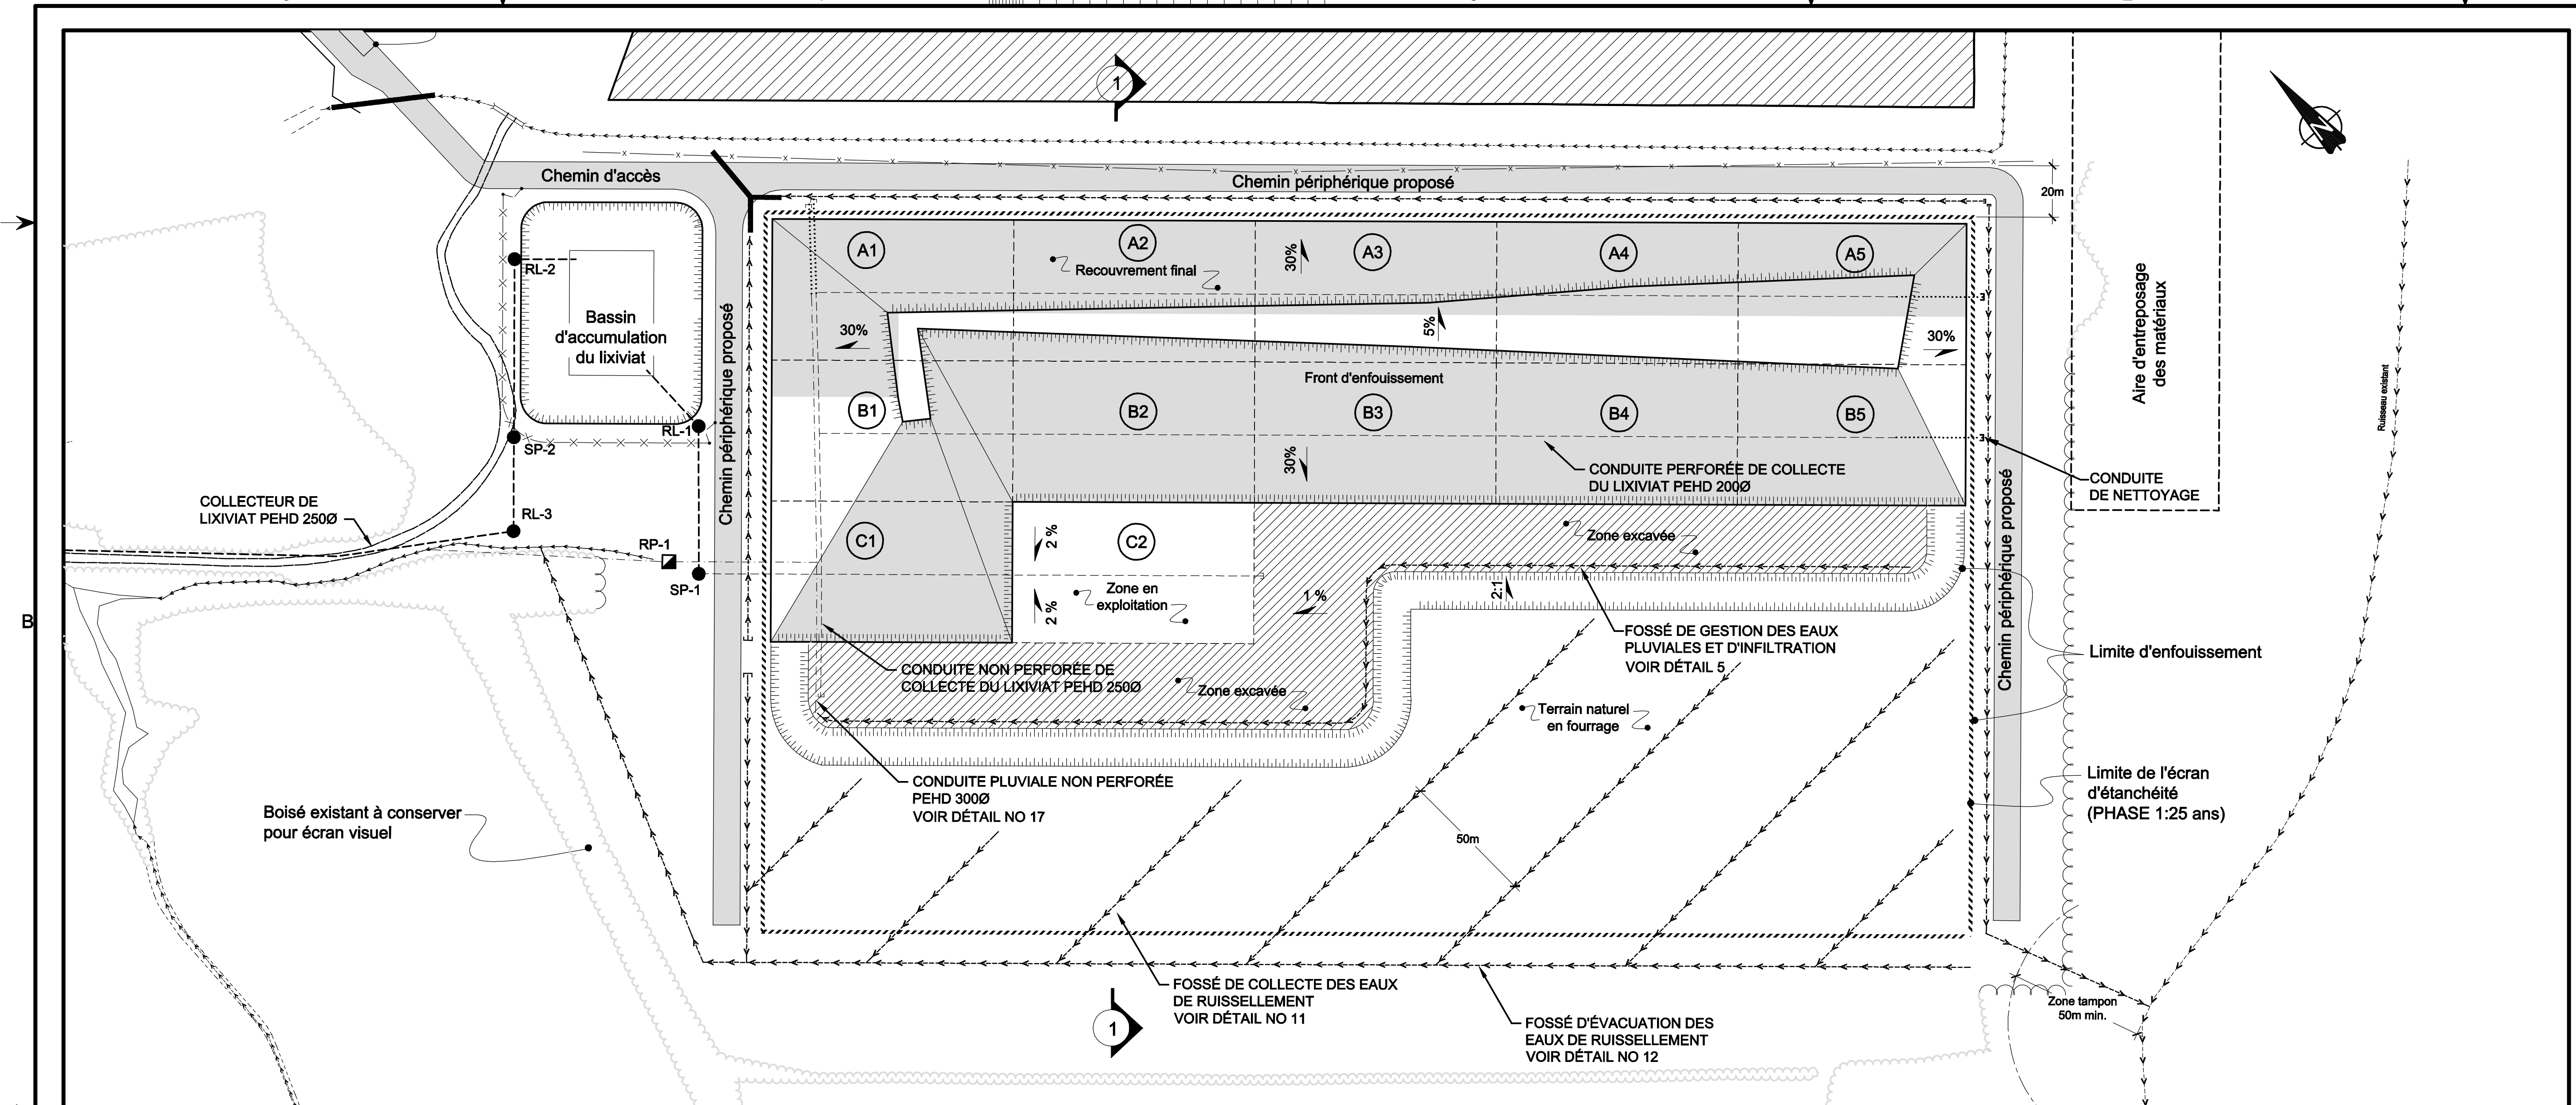 1
N
Chemin d'accès
Chemin périphérique proposé
20m
A1
A2
A3
A4
A5
Recouvrement final
30%
RL-2
Bassin
d'accumulation
du lixiviat
Chemin périphérique proposé
30%
5%
30%
Aire d'entreposage
des matériaux
Ruisseau existant
Front d'enfouissement
B1
B2
B3
B4
B5
RL-1
SP-2
30%
CONDUITE PERFORÉE DE COLLECTE
DU LIXIVIAT PEHD 200Ø
CONDUITE
DE NETTOYAGE
COLLECTEUR DE
LIXIVIAT PEHD 250Ø
RL-3
RP-1
SP-1
C1
C2
2 %
2 %
Zone en
exploitation
Zone excavée
1 %
2:1
Chemin périphérique proposé
B
FOSSÉ DE GESTION DES EAUX
PLUVIALES ET D'INFILTRATION
VOIR DÉTAIL 5
Limite d'enfouissement
CONDUITE NON PERFORÉE DE
COLLECTE DU LIXIVIAT PEHD 250Ø
Zone excavée
Terrain naturel
en fourrage
CONDUITE PLUVIALE NON PERFORÉE
PEHD 300Ø
VOIR DÉTAIL NO 17
Limite de l'écran
d'étanchéité
(PHASE 1:25 ans)
Boisé existant à conserver
pour écran visuel
50m
FOSSÉ DE COLLECTE DES EAUX
DE RUISSELLEMENT
VOIR DÉTAIL NO 11
Zone tampon
50m min.
1
FOSSÉ D'ÉVACUATION DES
EAUX DE RUISSELLEMENT
VOIR DÉTAIL NO 12